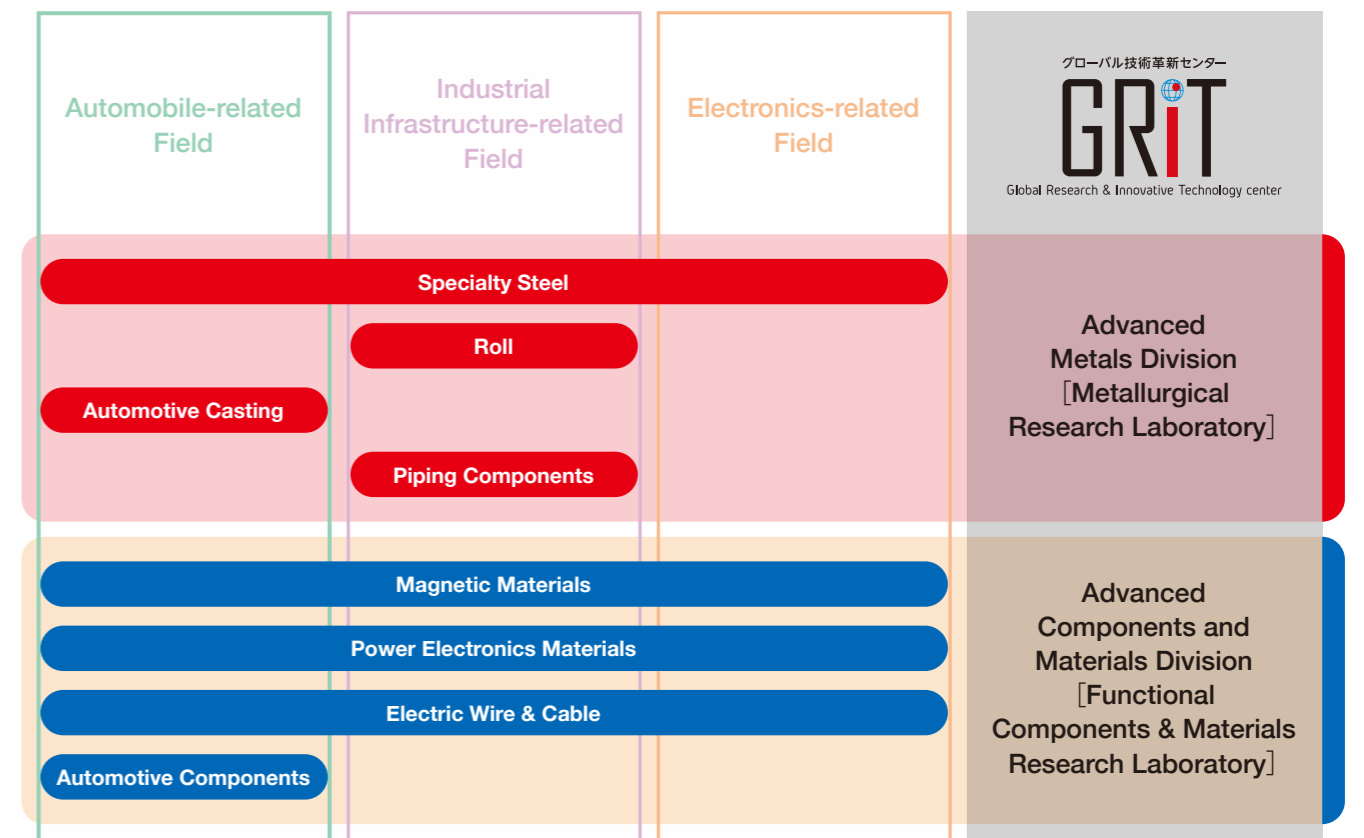 Automobile-related
Field
Industrial
Infrastructure-related
Field
Electronics-related
Field
グローバル技術革新センター
GRiT
Global Research & Innovative Technology center
Specialty Steel
Roll
Automotive Casting
Piping Components
Advanced
Metals Division
［Metallurgical
Research Laboratory］
Magnetic Materials
Power Electronics Materials
Electric Wire & Cable
Automotive Components
Advanced
Components and
Materials Division
［Functional
Components & Materials
Research Laboratory］